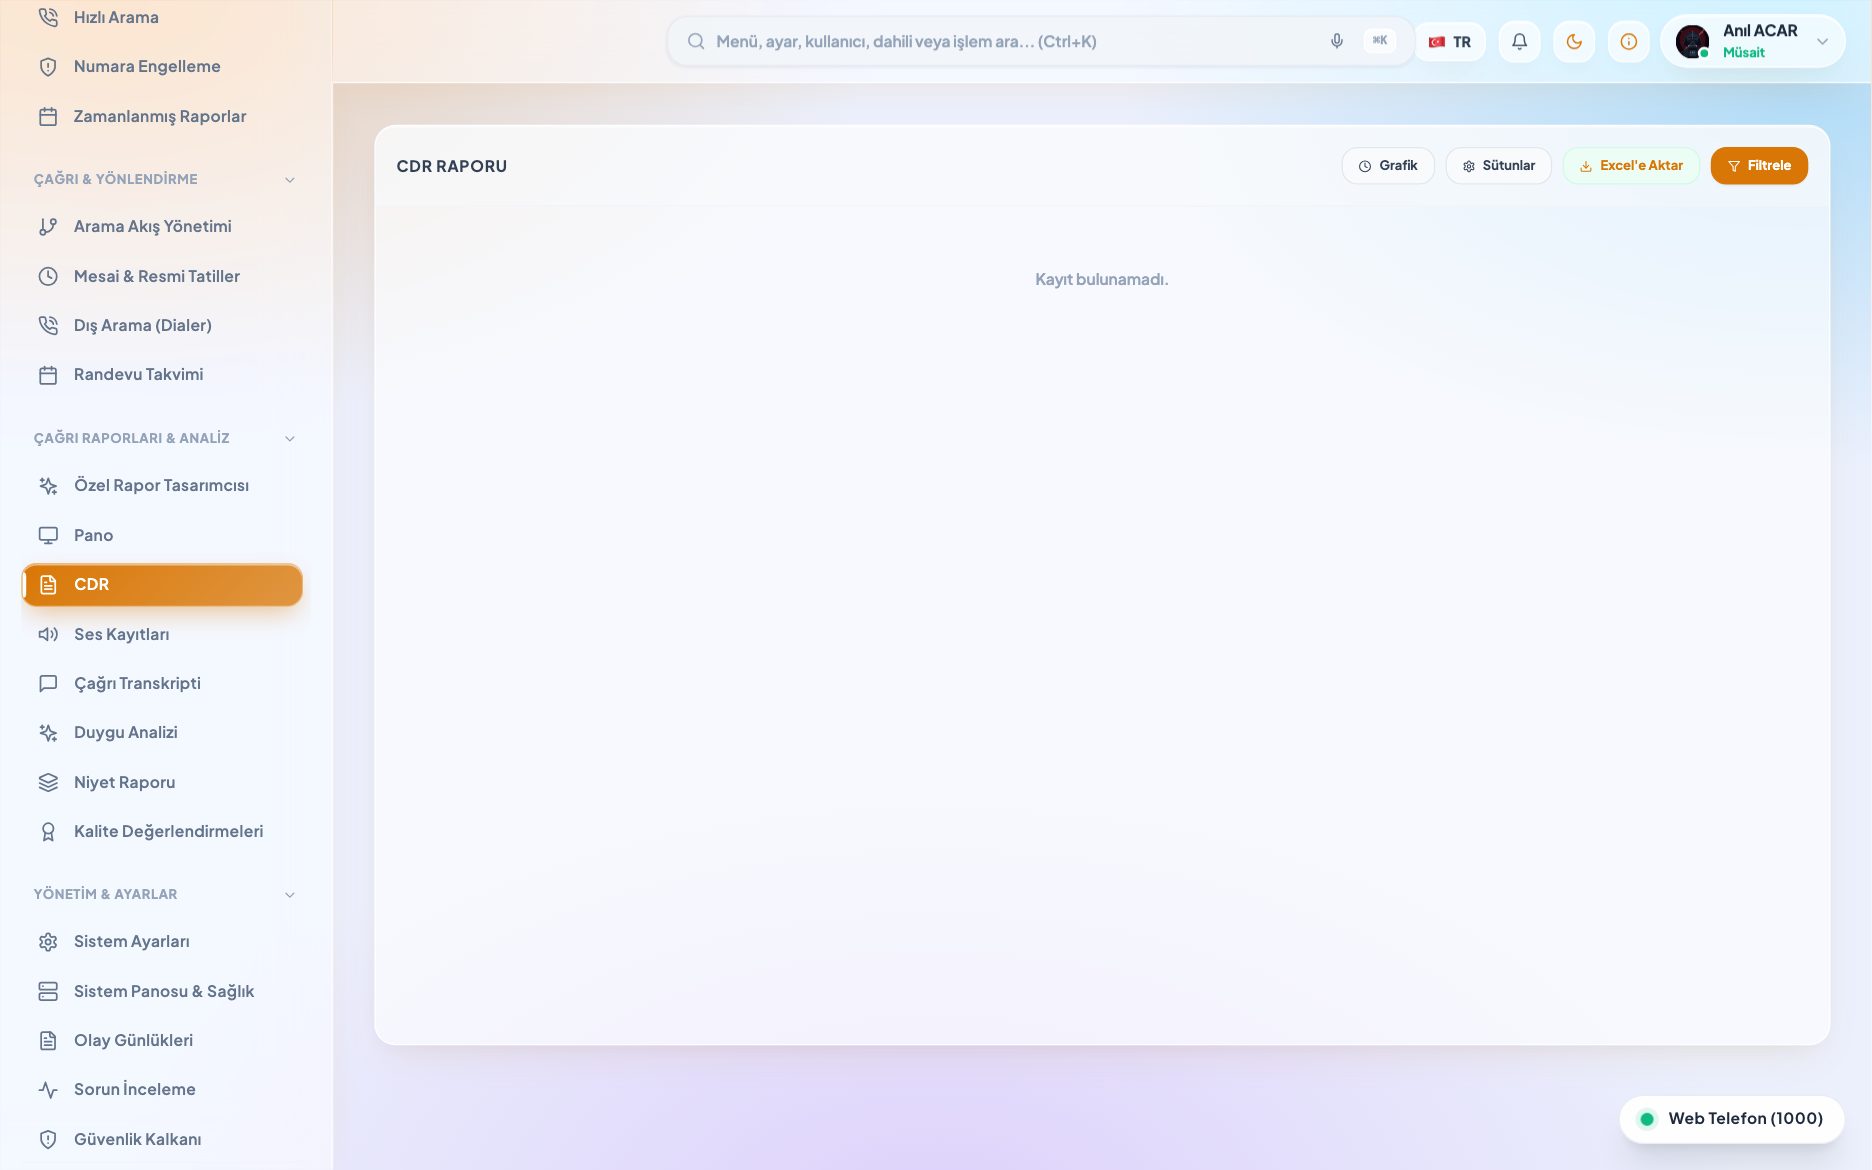 Hızlı Arama
Numara Engelleme
Zamanlanmış Raporlar
ÇAĞRI & YÖNLENDİRME
Arama Akış Yönetimi
Mesai & Resmi Tatiller
Dış Arama (Dialer)
Randevu Takvimi
ÇAĞRI RAPORLARI & ANALİZ
Özel Rapor Tasarımcısı
Pano
CDR
Ses Kayıtları
Çağrı Transkripti
Duygu Analizi
Niyet Raporu
Kalite Değerlendirmeleri
YÖNETİM & AYARLAR
Sistem Ayarları
Sistem Panosu & Sağlık
Olay Günlükleri
Sorun İnceleme
Güvenlik Kalkanı
Menü, ayar, kullanıcı, dahili veya işlem ara... (Ctrl+K)
⌘K
TR
Anıl ACAR
Müsait
CDR RAPORU
Grafik
Sütunlar
Excel'e Aktar
Filtrele
Kayıt bulunamadı.
Web Telefon (1000)